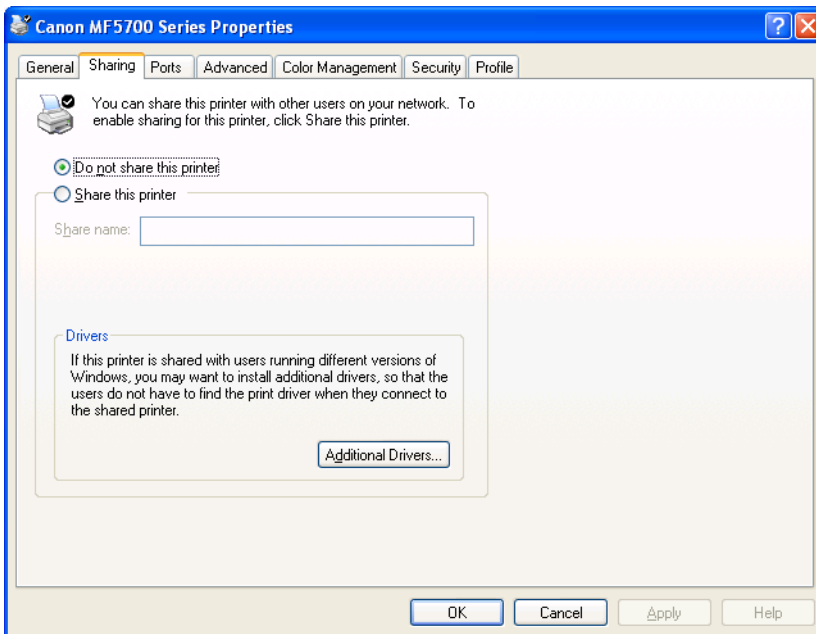 Canon MF5700 Series Properties
General Sharing Ports Advanced Color Management Security Profile
You can share this printer with other users on your network. To
enable sharing for this printer, click Share this printer.
Do not share this printer
Share this printer
Share name:
Drivers
If this printer is shared with users running different versions of
Windows, you may want to install additional drivers, so that the
users do not have to find the print driver when they connect to
the shared printer.
Additional Drivers...
OK Cancel Apply Help